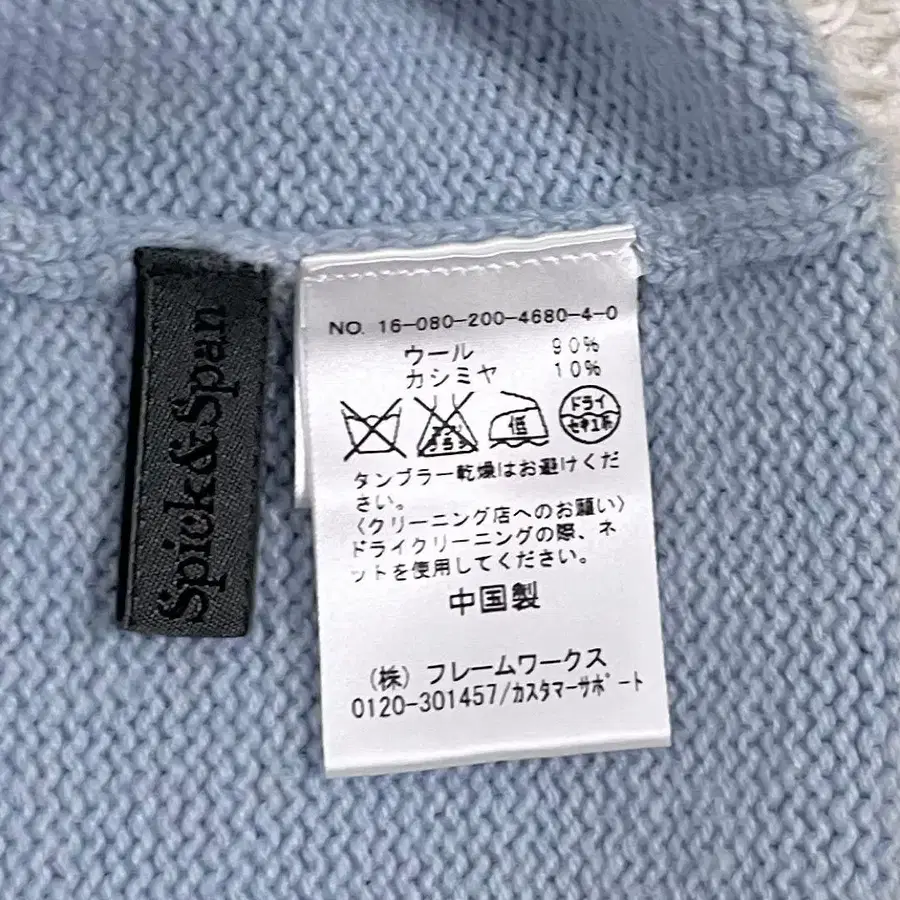 Spick&Span
NO. 16-080-200-4680-4-0
ウール 90%
カシミヤ 10%
低
ドライ
セキユ系
タンブラー乾燥はお避けくだ
さい。
〈クリーニング店へのお願い〉
ドライクリーニングの際、ネ
ットを使用してください。
中国製
(株)フレームワークス
0120-301457/カスタマーサポート